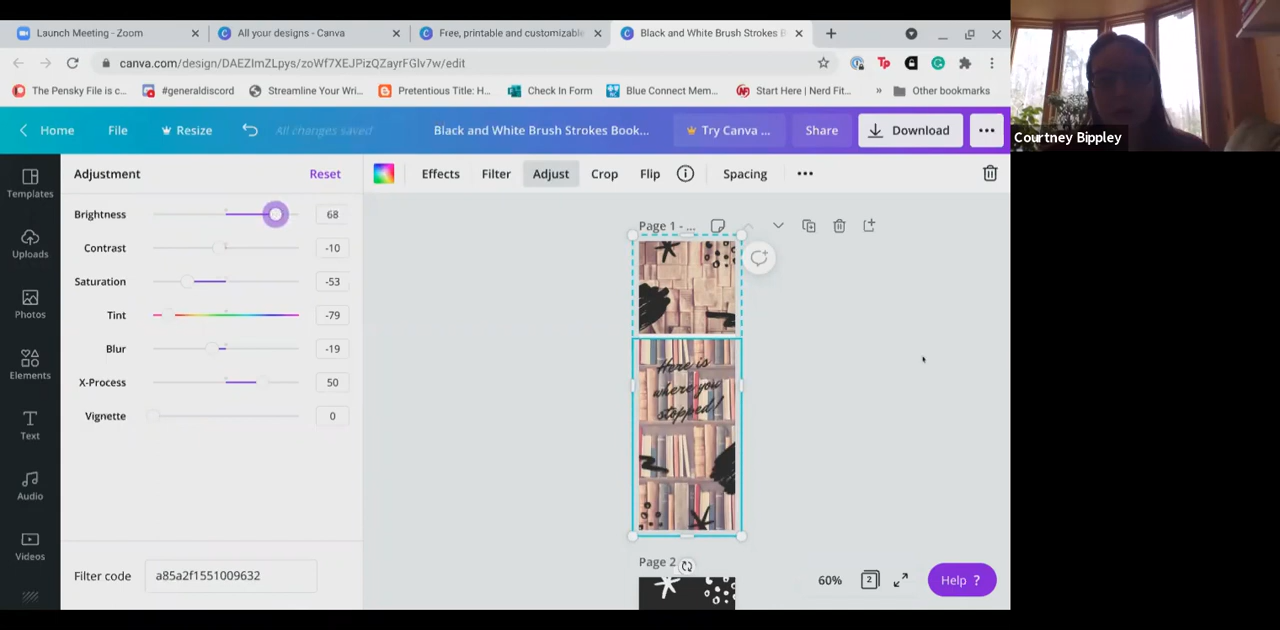 Launch Meeting - Zoom
All your designs - Canva
Free, printable and customizable
Black and White Brush Strokes B
canva.com/design/DAEZImZLpys/zoWf7XEJPizQZayrFGIv7w/edit
The Pensky File is c...
#generaldiscord
Streamline Your Wri...
Pretentious Title: H...
Check In Form
Blue Connect Mem...
Start Here | Nerd Fit...
»
Other bookmarks
Courtney Bippley
Home
File
Resize
All changes saved
Black and White Brush Strokes Book...
Try Canva ...
Share
Download
Templates
Uploads
Photos
Elements
Text
Audio
Videos
Adjustment
Reset
Brightness 68
Contrast -10
Saturation -53
Tint -79
Blur -19
X-Process 50
Vignette 0
Filter code a85a2f1551009632
Effects
Filter
Adjust
Crop
Flip
Spacing
Page 1 - ...
Here is
where you
stopped!
Page 2
60%
2
Help ?